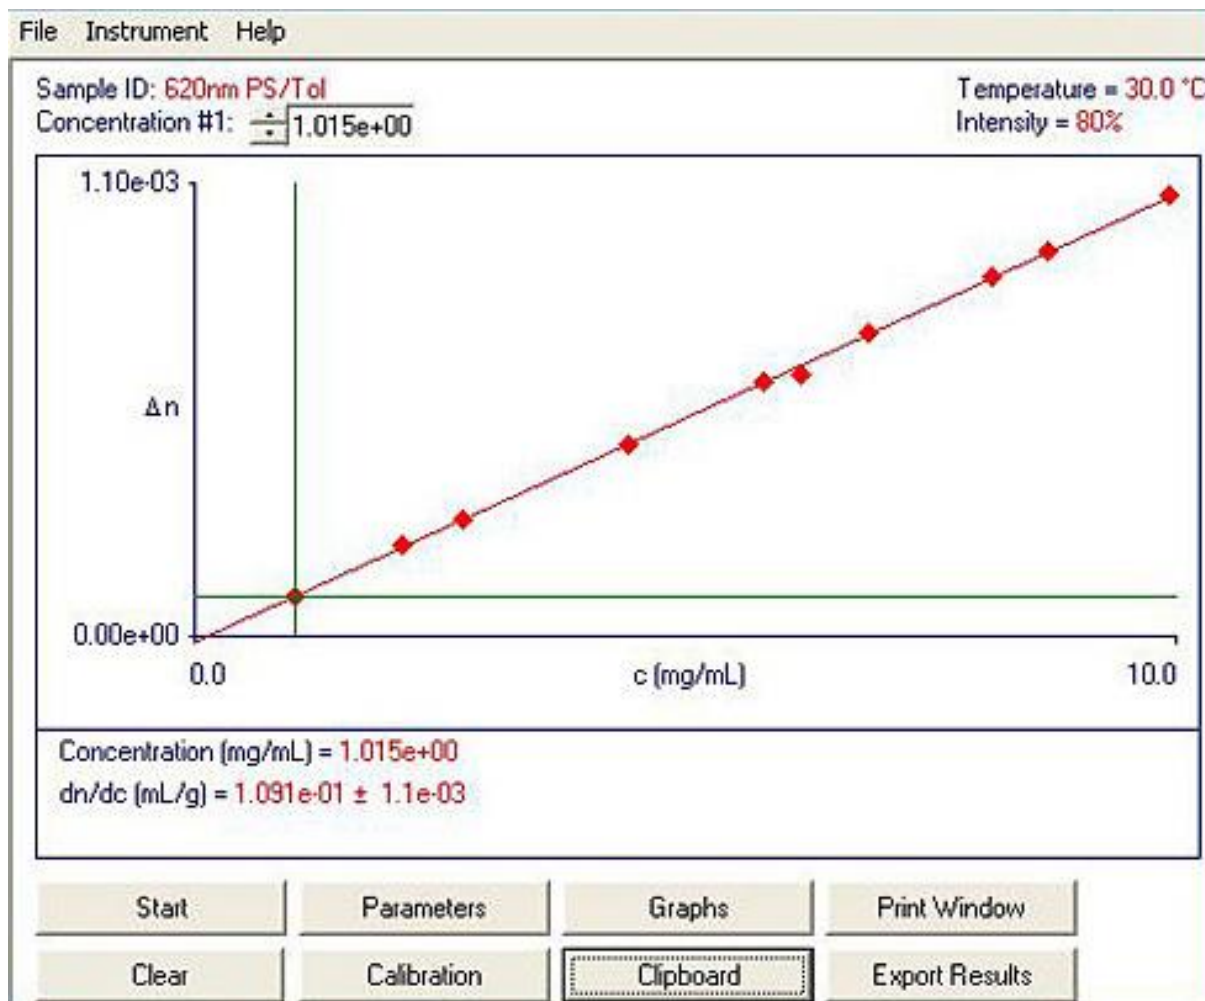 File Instrument Help
Sample ID: 620nm PS/Tol
Temperature = 30.0 °C
Concentration #1: 1.015e+00
Intensity = 80%
1.10e-03
Δn
0.00e+00
0.0 c (mg/mL) 10.0
Concentration (mg/mL) = 1.015e+00
dn/dc (mL/g) = 1.091e-01 ± 1.1e-03
Start Parameters Graphs Print Window
Clear Calibration Clipboard Export Results